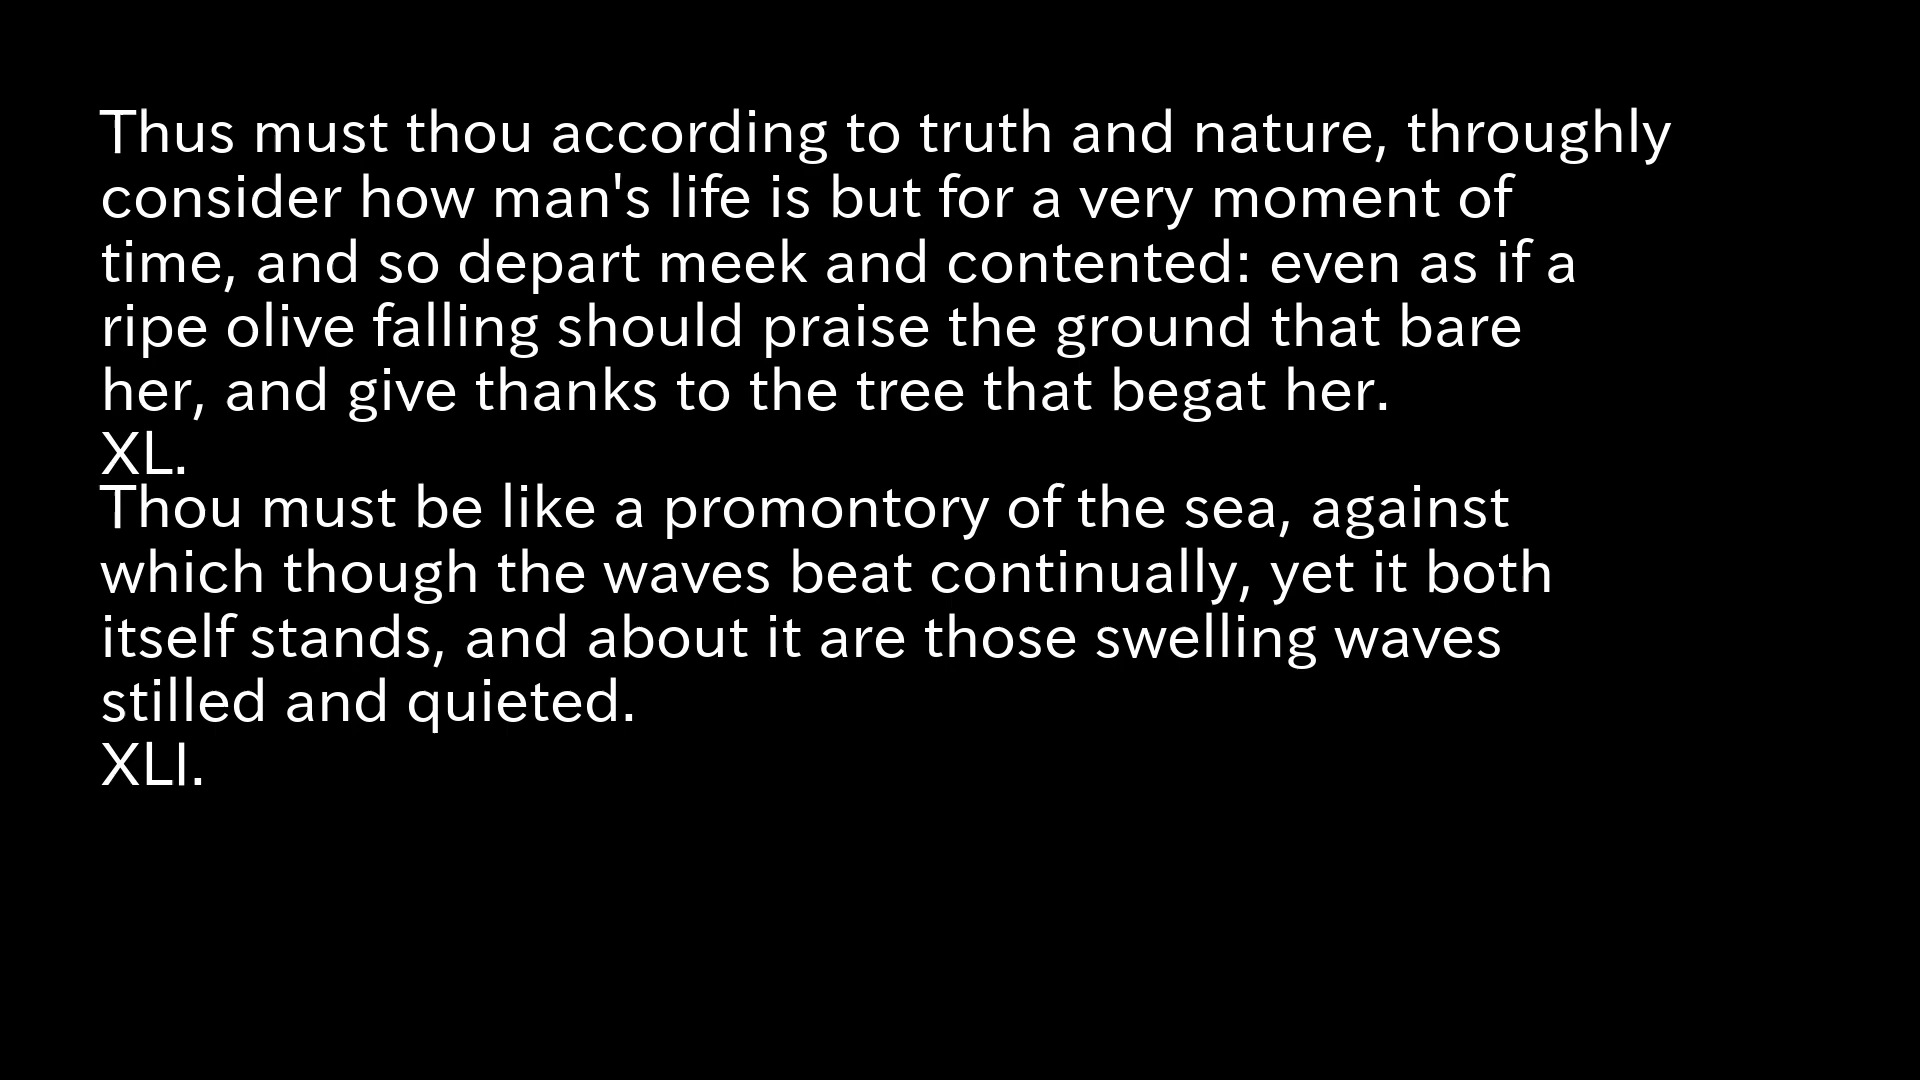 Thus must thou according to truth and nature, throughly
consider how man's life is but for a very moment of
time, and so depart meek and contented: even as if a
ripe olive falling should praise the ground that bare
her, and give thanks to the tree that begat her.
XL.
Thou must be like a promontory of the sea, against
which though the waves beat continually, yet it both
itself stands, and about it are those swelling waves
stilled and quieted.
XLI.